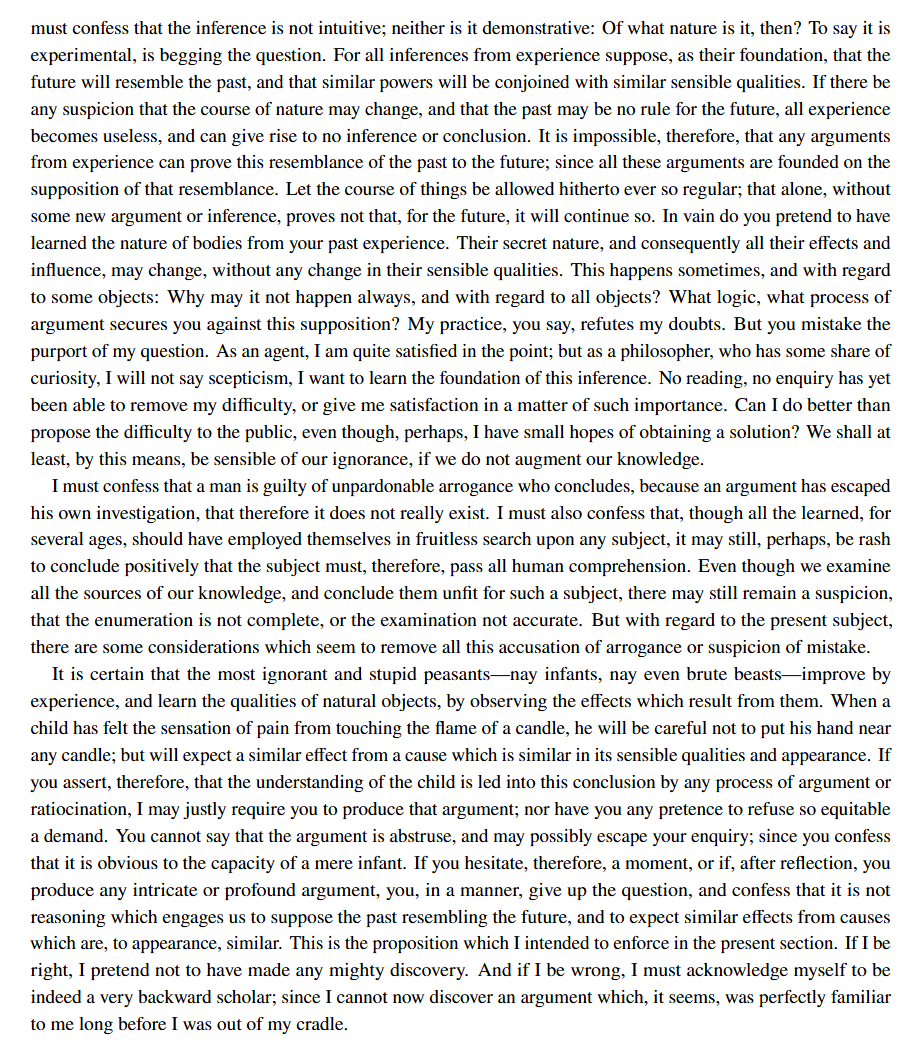 must confess that the inference is not intuitive; neither is it demonstrative: Of what nature is it, then? To say it is
experimental, is begging the question. For all inferences from experience suppose, as their foundation, that the
future will resemble the past, and that similar powers will be conjoined with similar sensible qualities. If there be
any suspicion that the course of nature may change, and that the past may be no rule for the future, all experience
becomes useless, and can give rise to no inference or conclusion. It is impossible, therefore, that any arguments
from experience can prove this resemblance of the past to the future; since all these arguments are founded on the
supposition of that resemblance. Let the course of things be allowed hitherto ever so regular; that alone, without
some new argument or inference, proves not that, for the future, it will continue so. In vain do you pretend to have
learned the nature of bodies from your past experience. Their secret nature, and consequently all their effects and
influence, may change, without any change in their sensible qualities. This happens sometimes, and with regard
to some objects: Why may it not happen always, and with regard to all objects? What logic, what process of
argument secures you against this supposition? My practice, you say, refutes my doubts. But you mistake the
purport of my question. As an agent, I am quite satisfied in the point; but as a philosopher, who has some share of
curiosity, I will not say scepticism, I want to learn the foundation of this inference. No reading, no enquiry has yet
been able to remove my difficulty, or give me satisfaction in a matter of such importance. Can I do better than
propose the difficulty to the public, even though, perhaps, I have small hopes of obtaining a solution? We shall at
least, by this means, be sensible of our ignorance, if we do not augment our knowledge.
I must confess that a man is guilty of unpardonable arrogance who concludes, because an argument has escaped
his own investigation, that therefore it does not really exist. I must also confess that, though all the learned, for
several ages, should have employed themselves in fruitless search upon any subject, it may still, perhaps, be rash
to conclude positively that the subject must, therefore, pass all human comprehension. Even though we examine
all the sources of our knowledge, and conclude them unfit for such a subject, there may still remain a suspicion,
that the enumeration is not complete, or the examination not accurate. But with regard to the present subject,
there are some considerations which seem to remove all this accusation of arrogance or suspicion of mistake.
It is certain that the most ignorant and stupid peasants—nay infants, nay even brute beasts—improve by
experience, and learn the qualities of natural objects, by observing the effects which result from them. When a
child has felt the sensation of pain from touching the flame of a candle, he will be careful not to put his hand near
any candle; but will expect a similar effect from a cause which is similar in its sensible qualities and appearance. If
you assert, therefore, that the understanding of the child is led into this conclusion by any process of argument or
ratiocination, I may justly require you to produce that argument; nor have you any pretence to refuse so equitable
a demand. You cannot say that the argument is abstruse, and may possibly escape your enquiry; since you confess
that it is obvious to the capacity of a mere infant. If you hesitate, therefore, a moment, or if, after reflection, you
produce any intricate or profound argument, you, in a manner, give up the question, and confess that it is not
reasoning which engages us to suppose the past resembling the future, and to expect similar effects from causes
which are, to appearance, similar. This is the proposition which I intended to enforce in the present section. If I be
right, I pretend not to have made any mighty discovery. And if I be wrong, I must acknowledge myself to be
indeed a very backward scholar; since I cannot now discover an argument which, it seems, was perfectly familiar
to me long before I was out of my cradle.